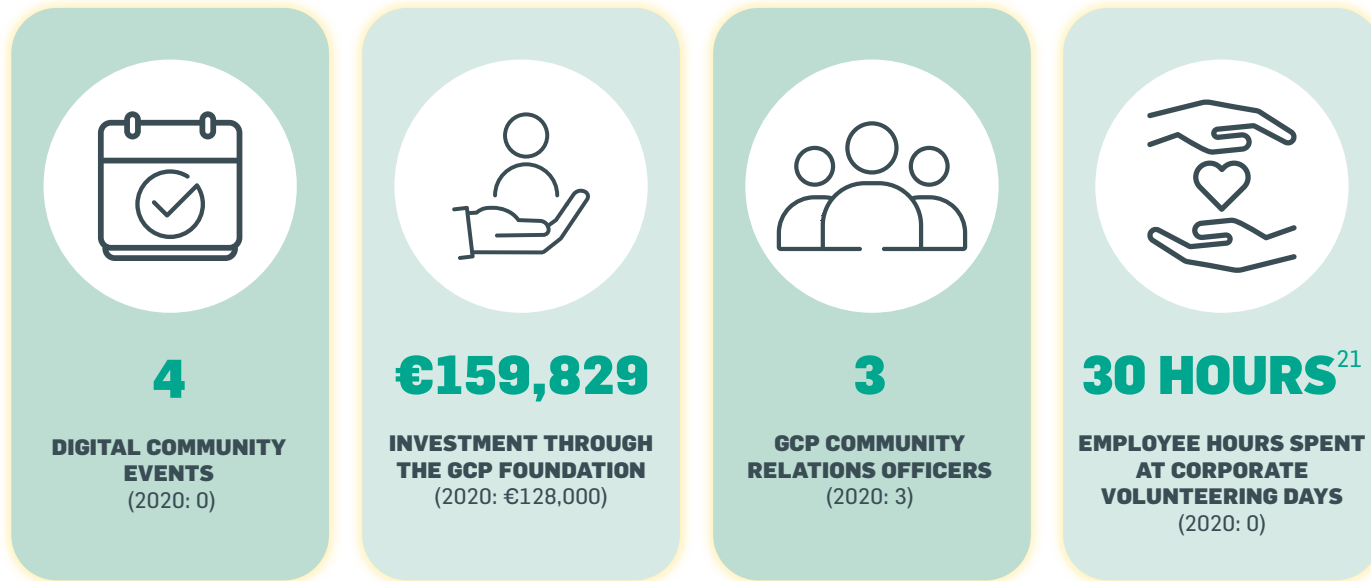 4
DIGITAL COMMUNITY
EVENTS
(2020: 0)
€159,829
INVESTMENT THROUGH
THE GCP FOUNDATION
(2020: €128,000)
3
GCP COMMUNITY
RELATIONS OFFICERS
(2020: 3)
30 HOURS21
EMPLOYEE HOURS SPENT
AT CORPORATE
VOLUNTEERING DAYS
(2020: 0)